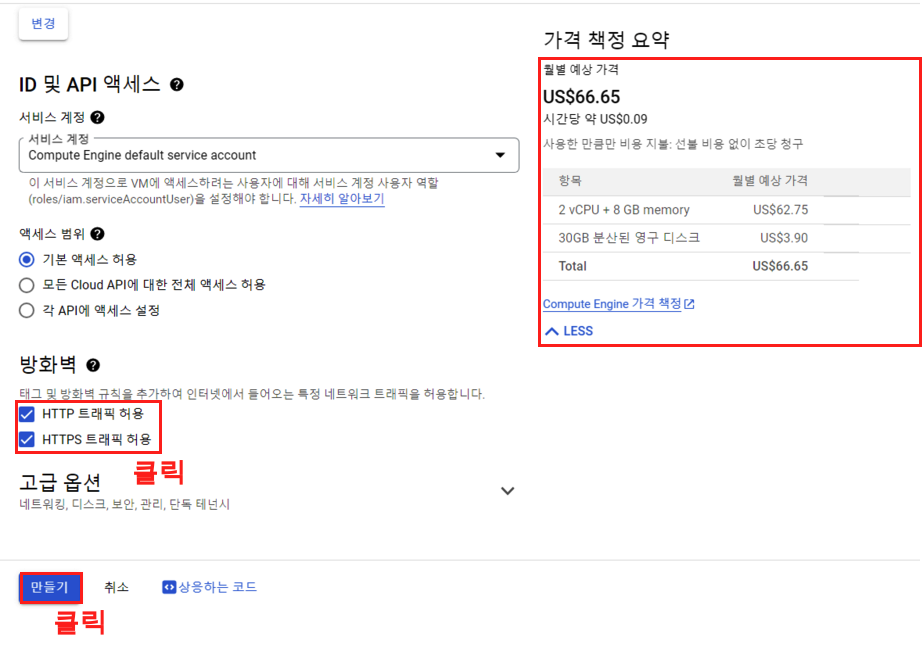 변경
ID 및 API 액세스
서비스 계정
서비스 계정
Compute Engine default service account
이 서비스 계정으로 VM에 액세스하려는 사용자에 대해 서비스 계정 사용자 역할
(roles/iam.serviceAccountUser)을 설정해야 합니다. 자세히 알아보기
액세스 범위
기본 액세스 허용
모든 Cloud API에 대한 전체 액세스 허용
각 API에 액세스 설정
방화벽
태그 및 방화벽 규칙을 추가하여 인터넷에서 들어오는 특정 네트워크 트래픽을 허용합니다.
HTTP 트래픽 허용
HTTPS 트래픽 허용
클릭
고급 옵션
네트워킹, 디스크, 보안, 관리, 단독 테넌시
만들기 취소 상응하는 코드
클릭
가격 책정 요약
월별 예상 가격
US$66.65
시간당 약 US$0.09
사용한 만큼만 비용 지불: 선불 비용 없이 초당 청구
항목 월별 예상 가격
2 vCPU + 8 GB memory US$62.75
30GB 분산된 영구 디스크 US$3.90
Total US$66.65
Compute Engine 가격 책정
LESS